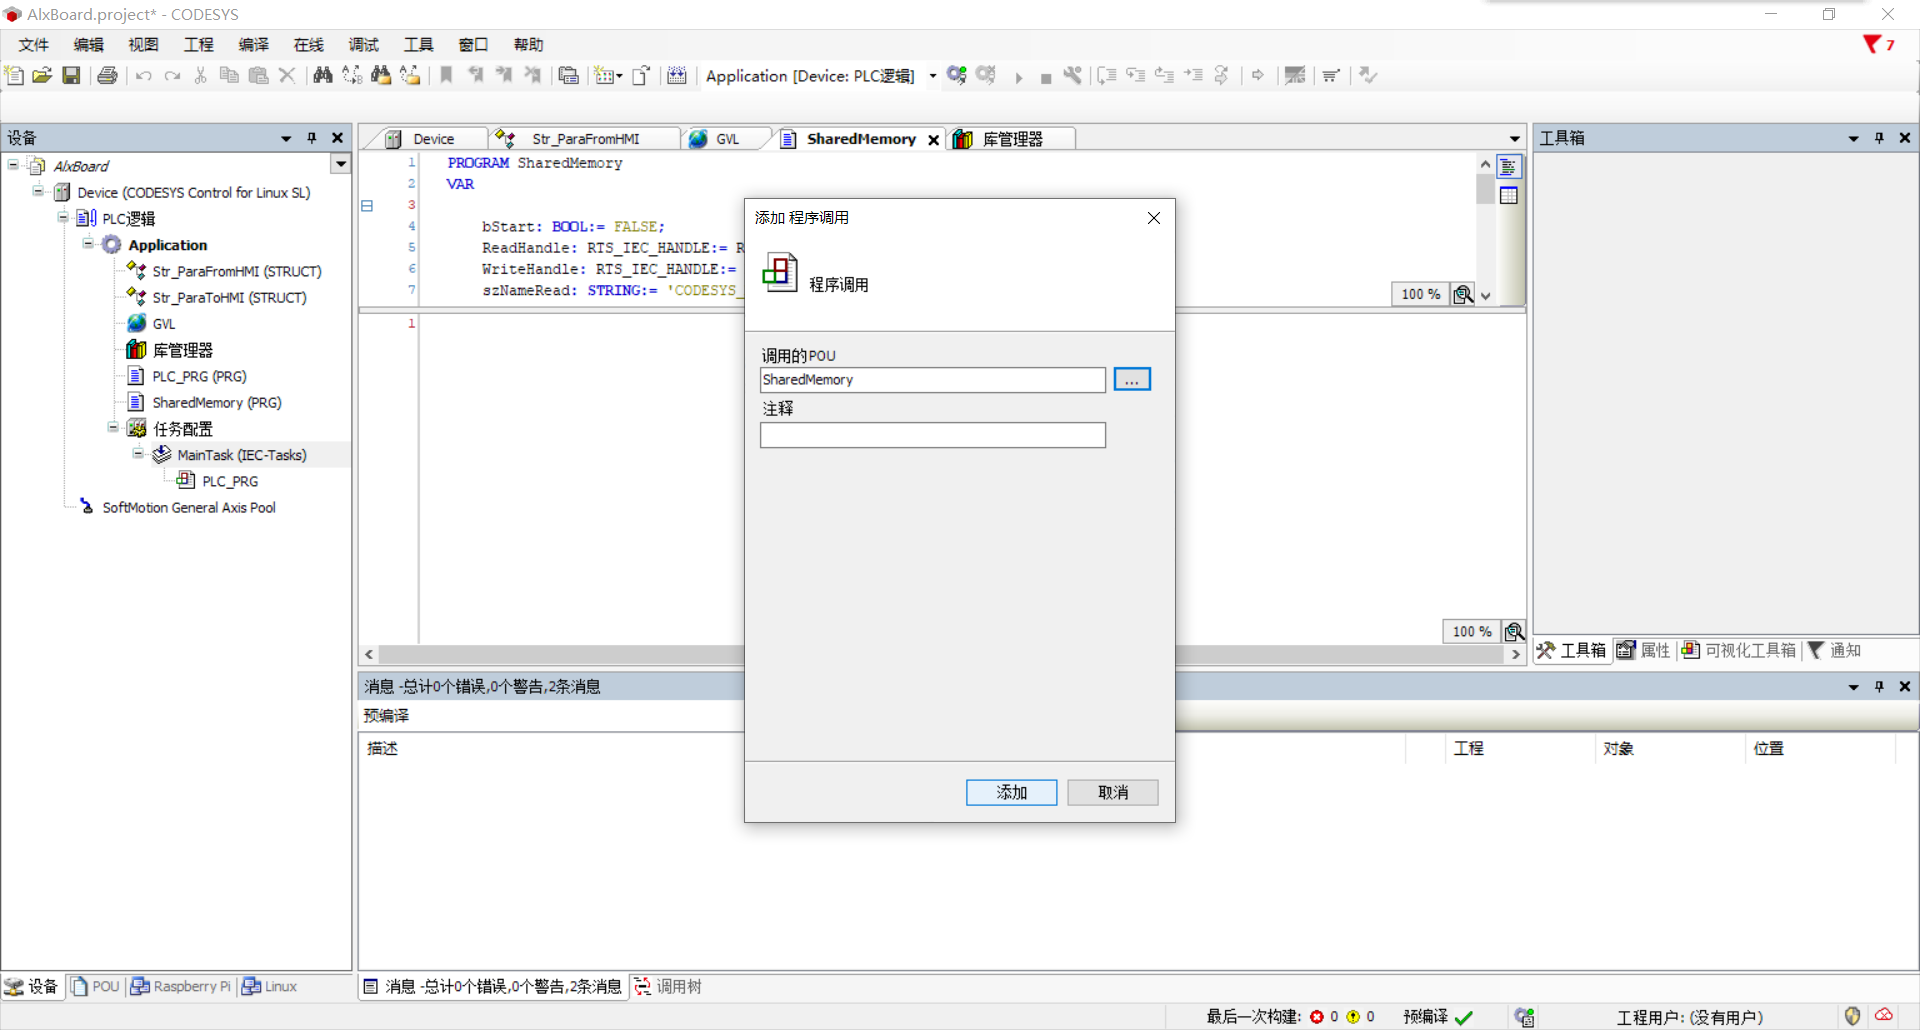 AlxBoard.project* - CODESYS
文件 编辑 视图 工程 编译 在线 调试 工具 窗口 帮助
7
Application [Device: PLC逻辑]
设备
AlxBoard
Device (CODESYS Control for Linux SL)
PLC逻辑
Application
Str_ParaFromHMI (STRUCT)
Str_ParaToHMI (STRUCT)
GVL
库管理器
PLC_PRG (PRG)
SharedMemory (PRG)
任务配置
MainTask (IEC-Tasks)
PLC_PRG
SoftMotion General Axis Pool
设备 POU Raspberry Pi Linux
Device Str_ParaFromHMI GVL SharedMemory 库管理器
1 PROGRAM SharedMemory
2 VAR
3
4 bStart: BOOL:= FALSE;
5 ReadHandle: RTS_IEC_HANDLE:= R
6 WriteHandle: RTS_IEC_HANDLE:=
7 szNameRead: STRING:= 'CODESYS_
100 %
1
100 %
添加 程序调用
程序调用
调用的POU
SharedMemory
...
注释
添加 取消
工具箱
工具箱 属性 可视化工具箱 通知
消息 -总计0个错误,0个警告,2条消息
预编译
描述 工程 对象 位置
消息 -总计0个错误,0个警告,2条消息 调用树
最后一次构建: 0 0 预编译 工程用户: (没有用户)